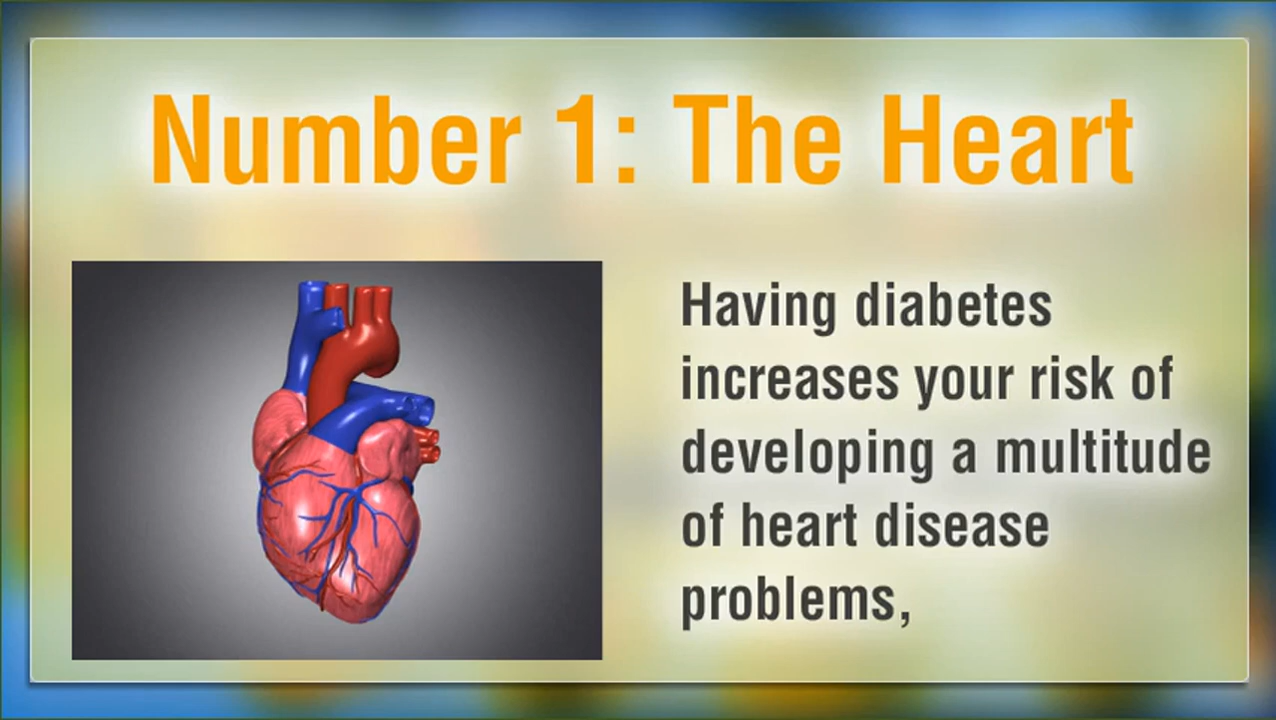 Number 1: The Heart
Having diabetes
increases your risk of
developing a multitude
of heart disease
problems,